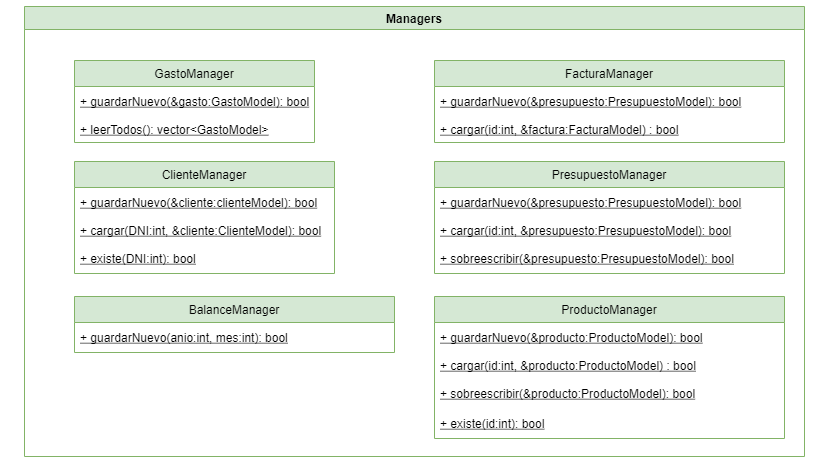 Managers
GastoManager
+ guardarNuevo(&gasto:GastoModel): bool
+ leerTodos(): vector<GastoModel>
ClienteManager
+ guardarNuevo(&cliente:clienteModel): bool
+ cargar(DNI:int, &cliente:ClienteModel): bool
+ existe(DNI:int): bool
BalanceManager
+ guardarNuevo(anio:int, mes:int): bool
FacturaManager
+ guardarNuevo(&presupuesto:PresupuestoModel): bool
+ cargar(id:int, &factura:FacturaModel) : bool
PresupuestoManager
+ guardarNuevo(&presupuesto:PresupuestoModel): bool
+ cargar(id:int, &presupuesto:PresupuestoModel): bool
+ sobreescribir(&presupuesto:PresupuestoModel): bool
ProductoManager
+ guardarNuevo(&producto:ProductoModel): bool
+ cargar(id:int, &producto:ProductoModel) : bool
+ sobreescribir(&producto:ProductoModel): bool
+ existe(id:int): bool